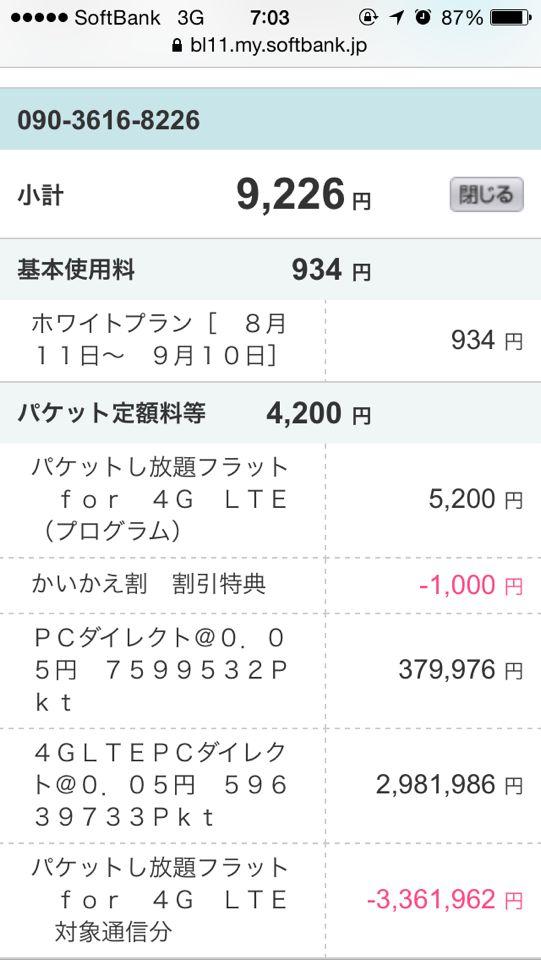 SoftBank 3G 7:03 87%
bl11.my.softbank.jp
090-3616-8226
小計 9,226 円 閉じる
基本使用料 934 円
ホワイトプラン［　８月
１１日～　９月１０日］
934 円
パケット定額料等 4,200 円
パケットし放題フラット
ｆｏｒ　４Ｇ　ＬＴＥ
（プログラム）
5,200 円
かいかえ割　割引特典 -1,000 円
ＰＣダイレクト＠０．０
５円　７５９９５３２Ｐ
ｋｔ
379,976 円
４ＧＬＴＥＰＣダイレク
ト＠０．０５円　５９６
３９７３３Ｐｋｔ
2,981,986 円
パケットし放題フラット
ｆｏｒ　４Ｇ　ＬＴＥ
対象通信分
-3,361,962 円